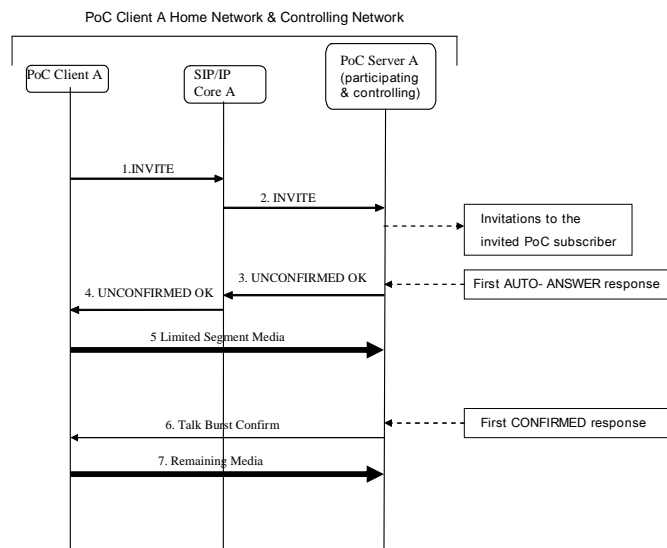 PoC Client A Home Network & Controlling Network
PoC Client A
SIP/IP
Core A
PoC Server A
(participating
& controlling)
1.INVITE
2. INVITE
Invitations to the
invited PoC subscriber
3. UNCONFIRMED OK
First AUTO- ANSWER response
4. UNCONFIRMED OK
5 Limited Segment Media
First CONFIRMED response
6. Talk Burst Confirm
7. Remaining Media